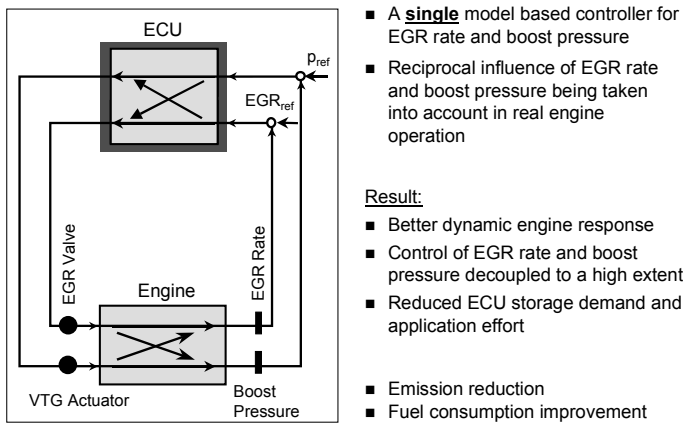 ECU
p_ref
EGR_ref
EGR Valve
EGR Rate
Engine
VTG Actuator
Boost
Pressure
■ A single model based controller for
EGR rate and boost pressure
■ Reciprocal influence of EGR rate
and boost pressure being taken
into account in real engine
operation
Result:
■ Better dynamic engine response
■ Control of EGR rate and boost
pressure decoupled to a high extent
■ Reduced ECU storage demand and
application effort
■ Emission reduction
■ Fuel consumption improvement